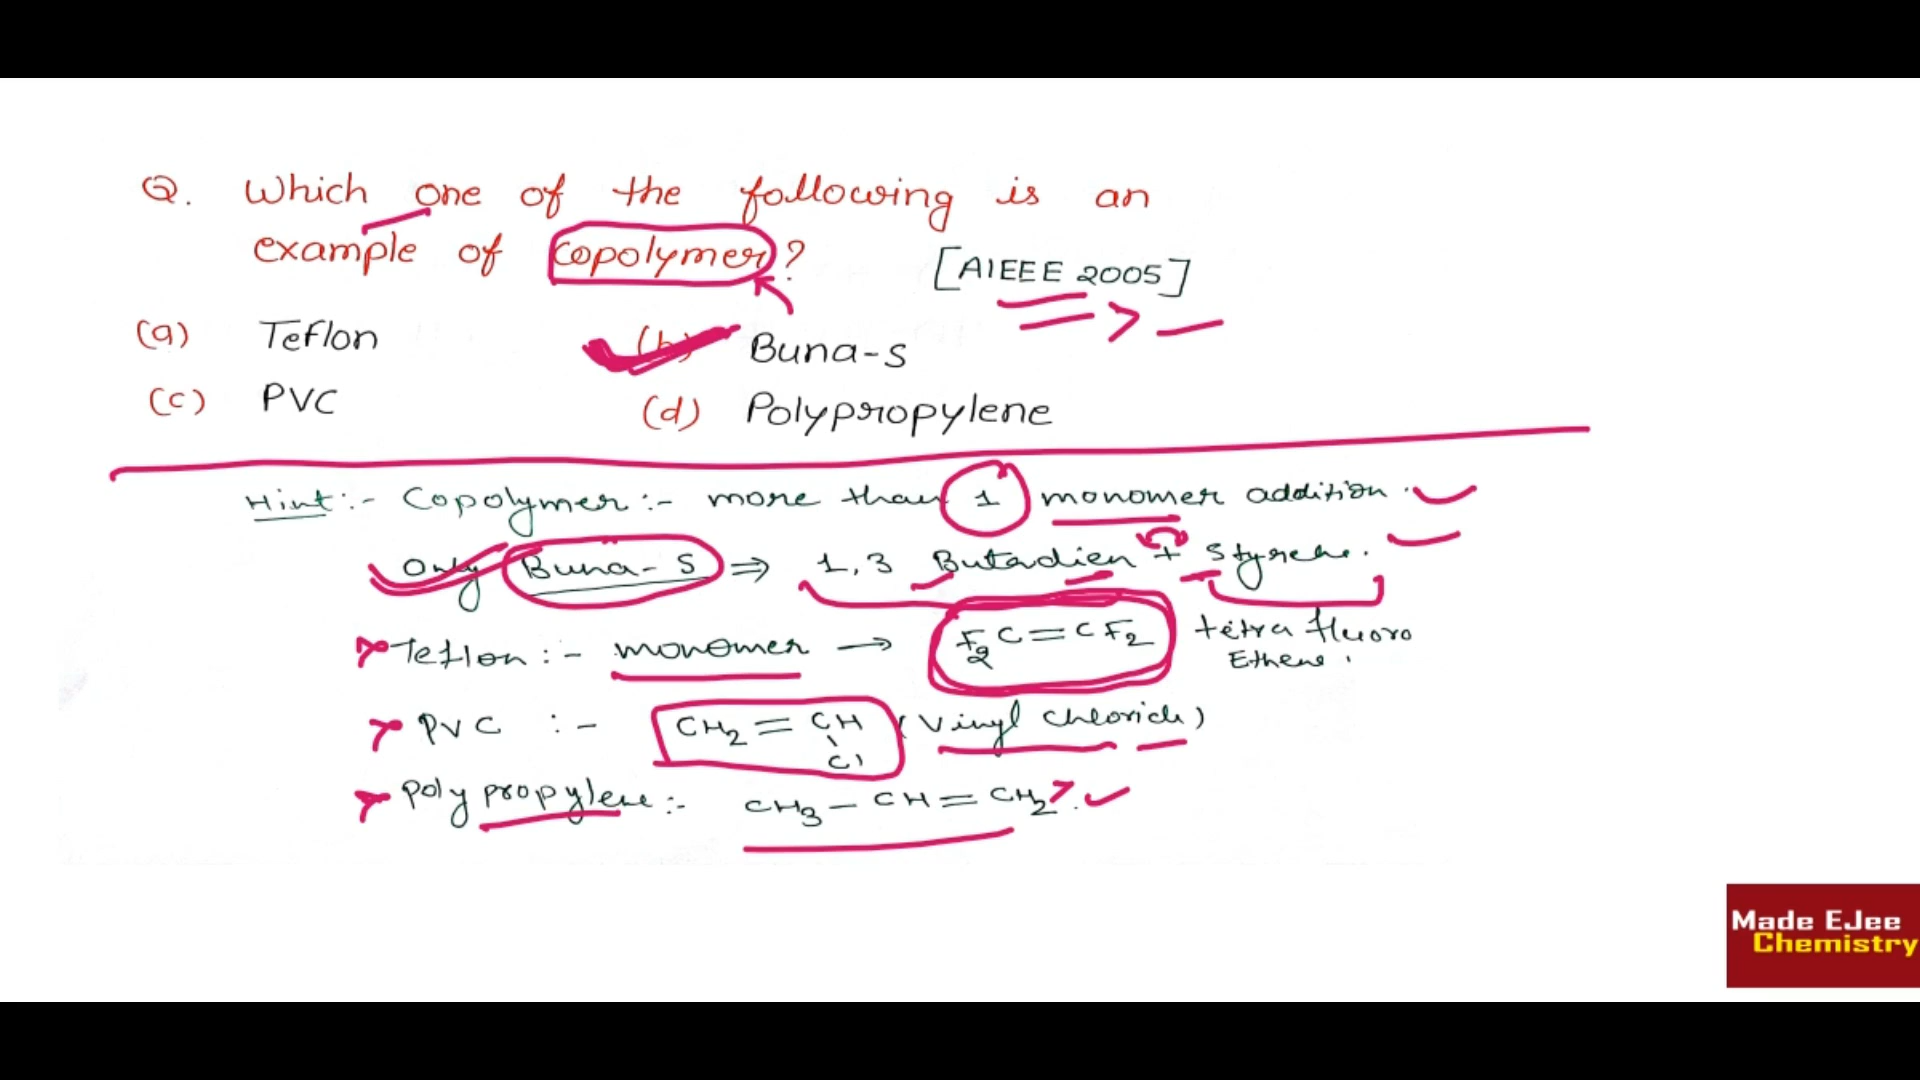 Q. Which one of the following is an
example of copolymer?
[AIEEE 2005]
(a) Teflon (b) Buna-S
(c) PVC (d) Polypropylene
Hint:- Copolymer:- more than 1 monomer addition.
Only Buna-S ⇒ 1,3 Butadien + Styrene.
Teflon:- monomer → F₂C=CF₂ tetra fluoro
Ethene.
PVC :- CH₂=CH (Vinyl chloride)
Cl
Polypropylene:- CH₃-CH=CH₂.
Made EJee
Chemistry